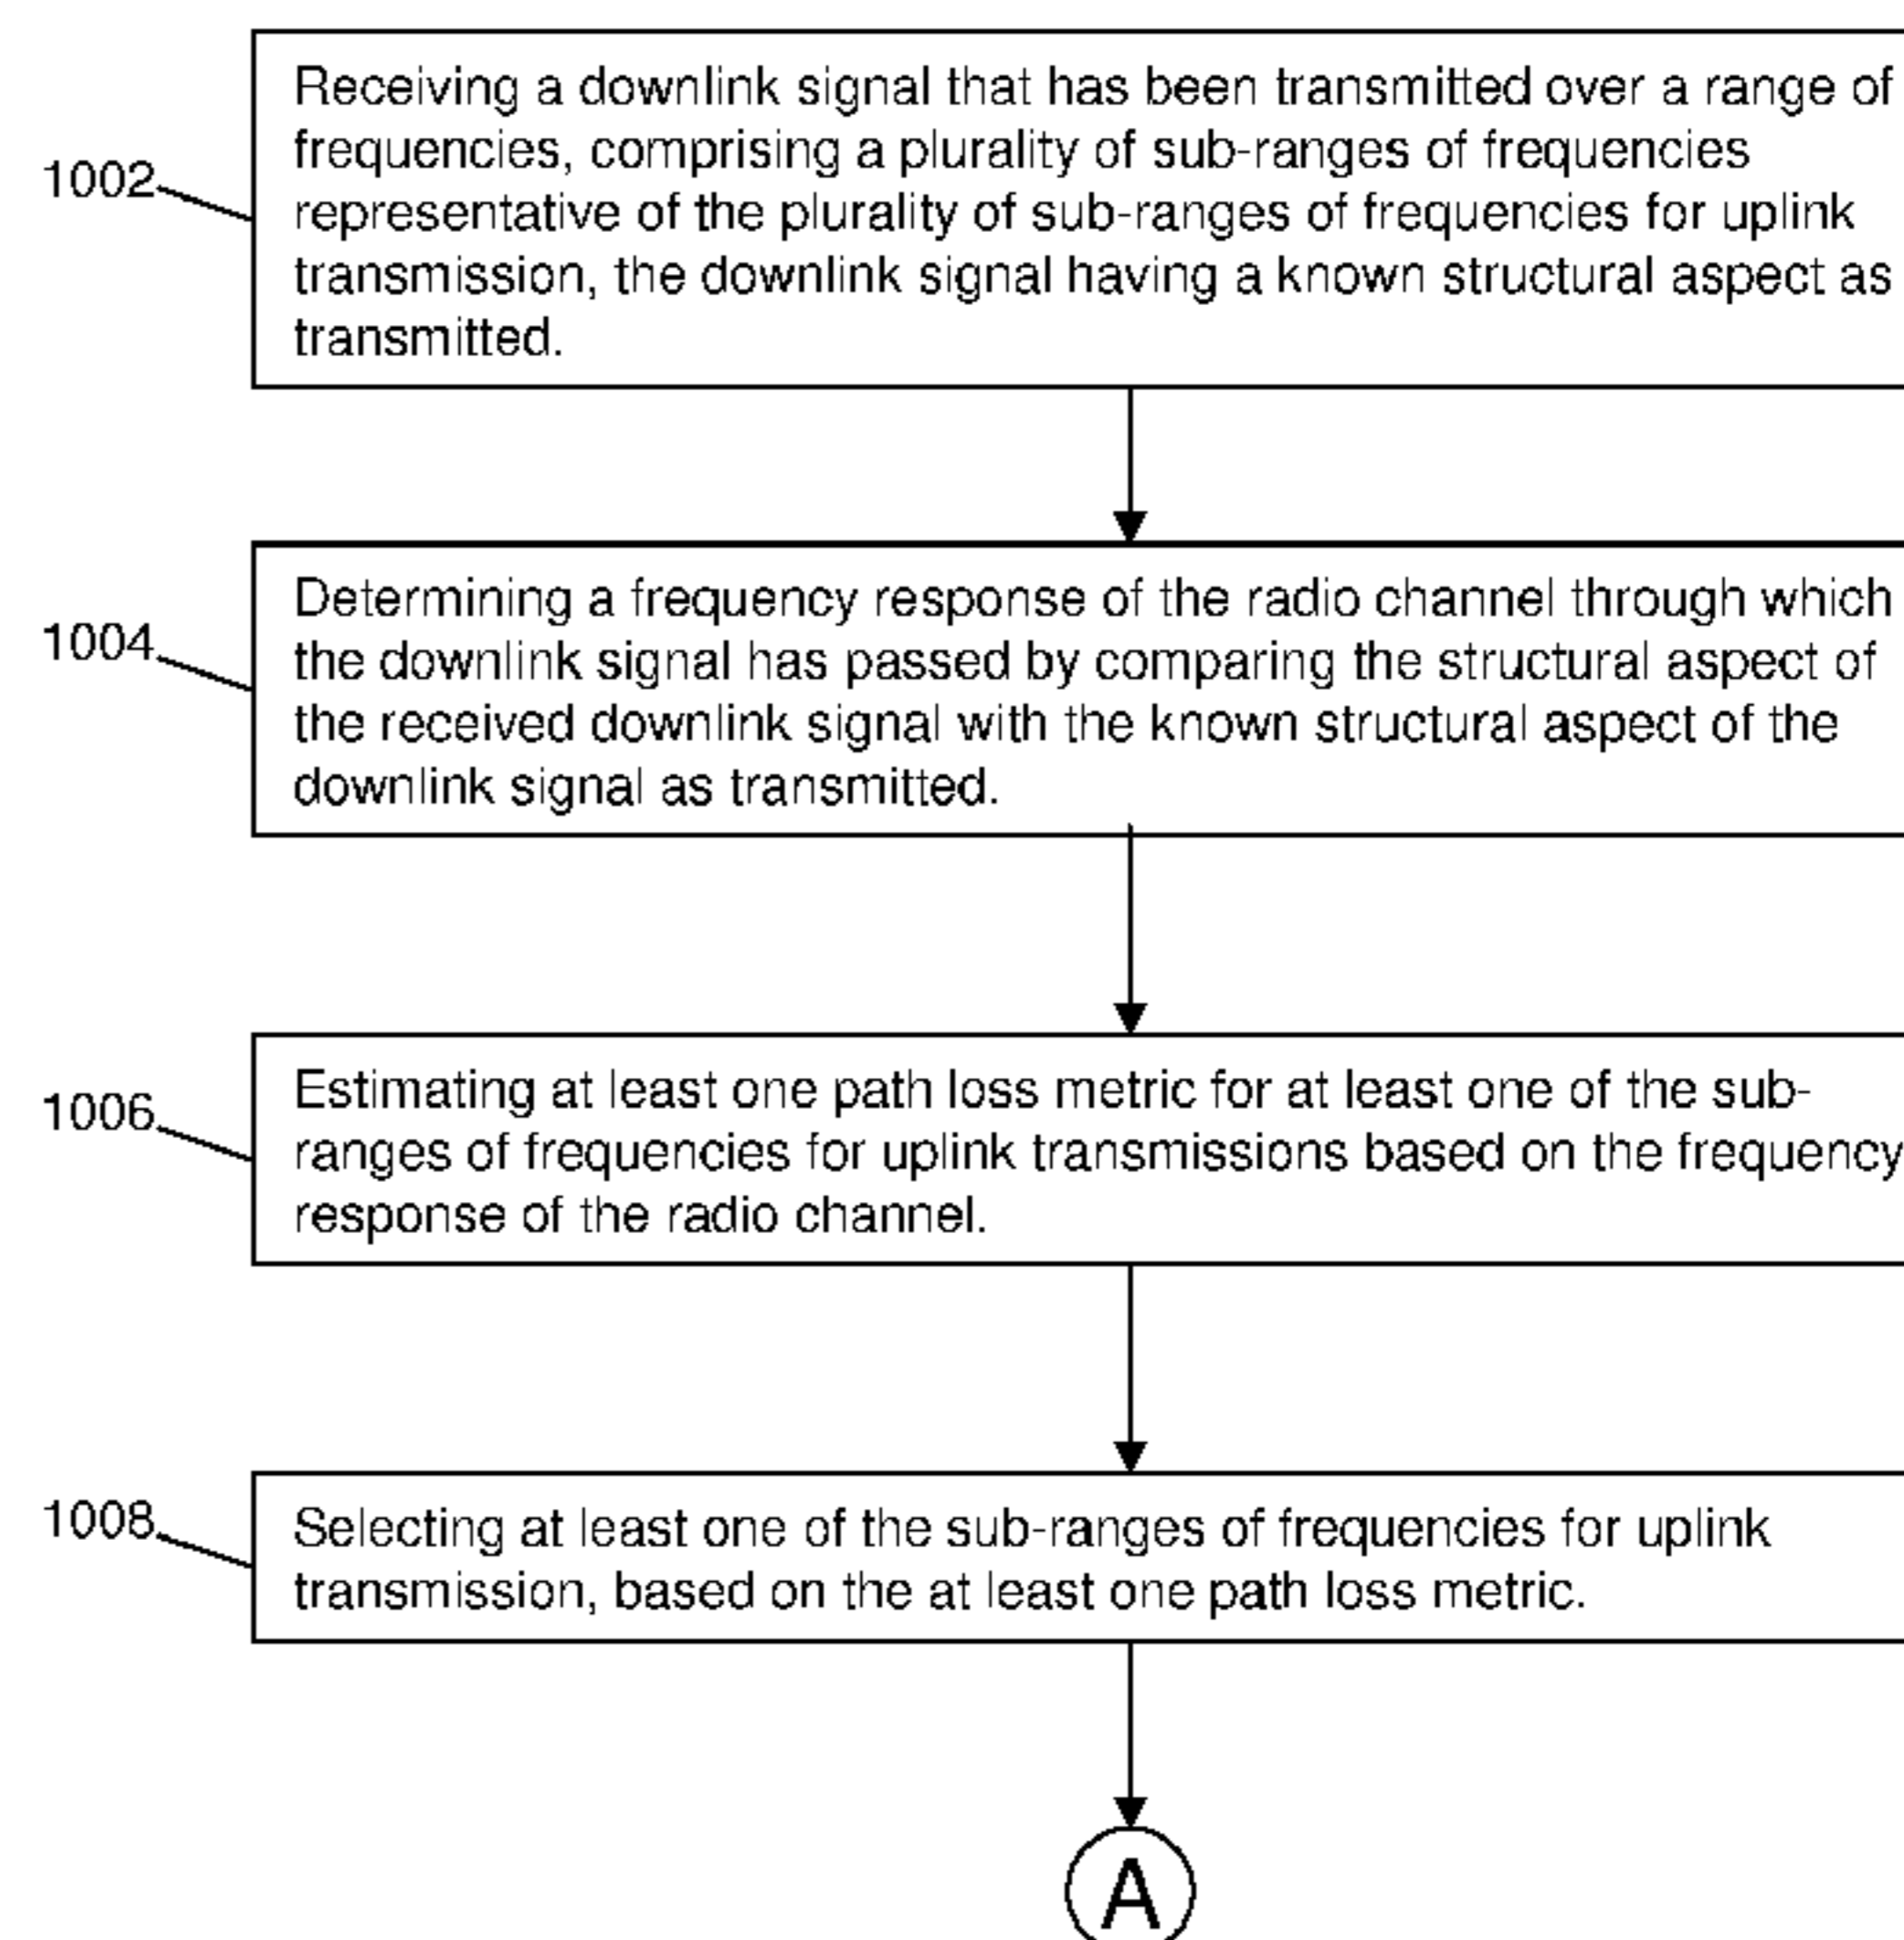 1002
Receiving a downlink signal that has been transmitted over a range of
frequencies, comprising a plurality of sub-ranges of frequencies
representative of the plurality of sub-ranges of frequencies for uplink
transmission, the downlink signal having a known structural aspect as
transmitted.
1004
Determining a frequency response of the radio channel through which
the downlink signal has passed by comparing the structural aspect of
the received downlink signal with the known structural aspect of the
downlink signal as transmitted.
1006
Estimating at least one path loss metric for at least one of the sub-
ranges of frequencies for uplink transmissions based on the frequency
response of the radio channel.
1008
Selecting at least one of the sub-ranges of frequencies for uplink
transmission, based on the at least one path loss metric.
A